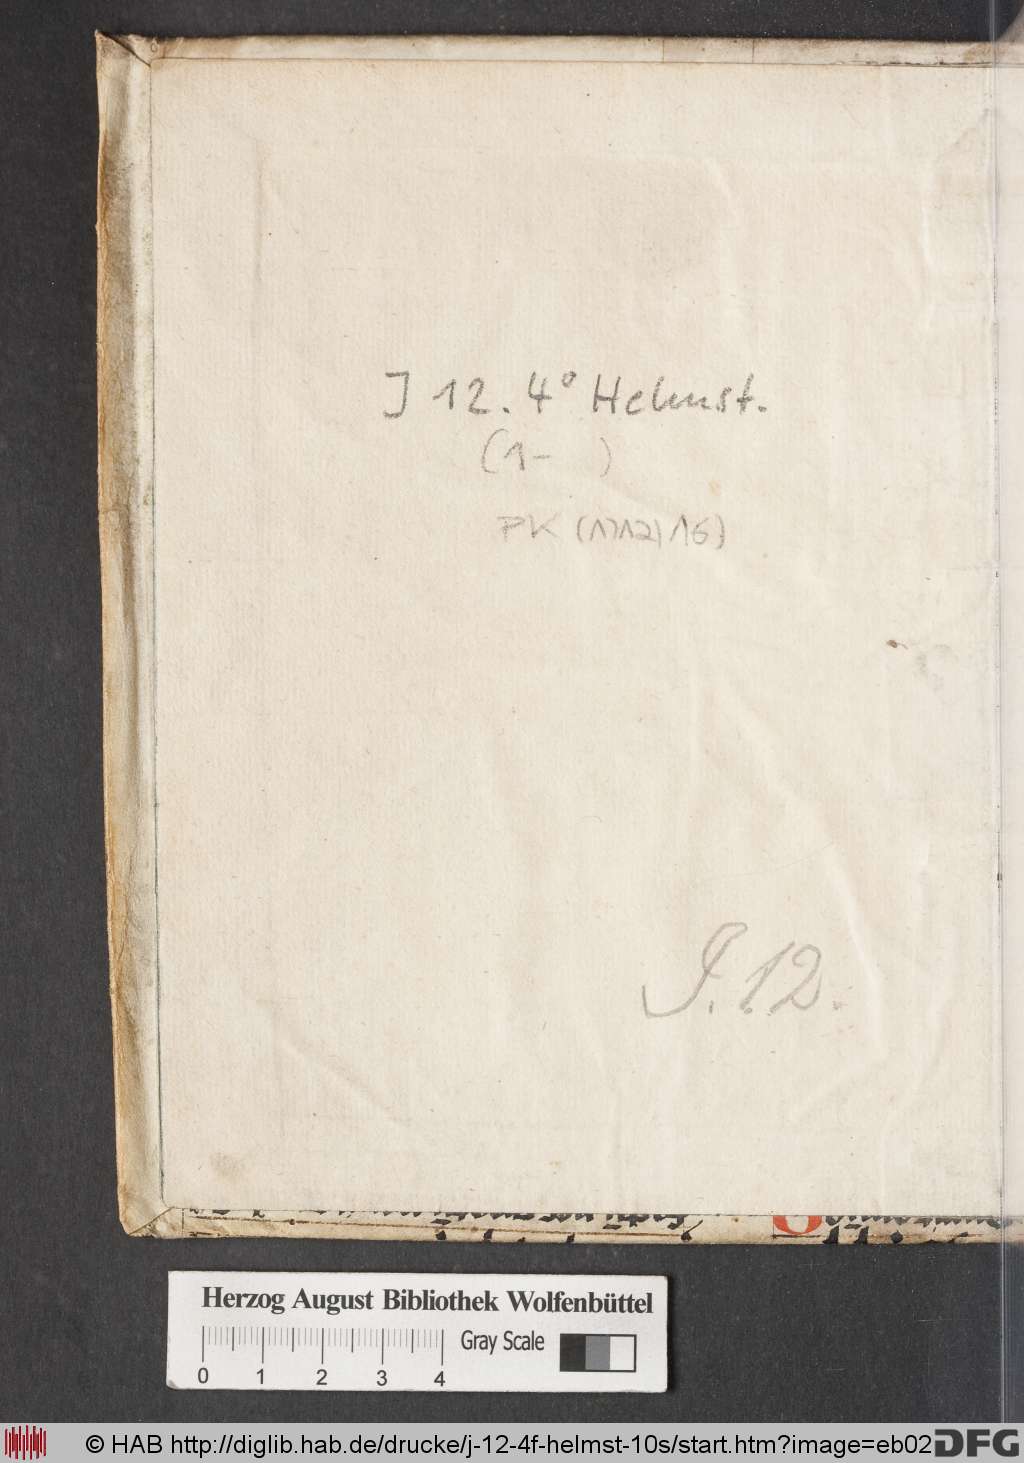 J 12. 4° Helmst.
(1- )
PK (1712) 16)
J. 12.
Herzog August Bibliothek Wolfenbüttel
Gray Scale
0 1 2 3 4
© HAB http://diglib.hab.de/drucke/j-12-4f-helmst-10s/start.htm?image=eb02
DFG